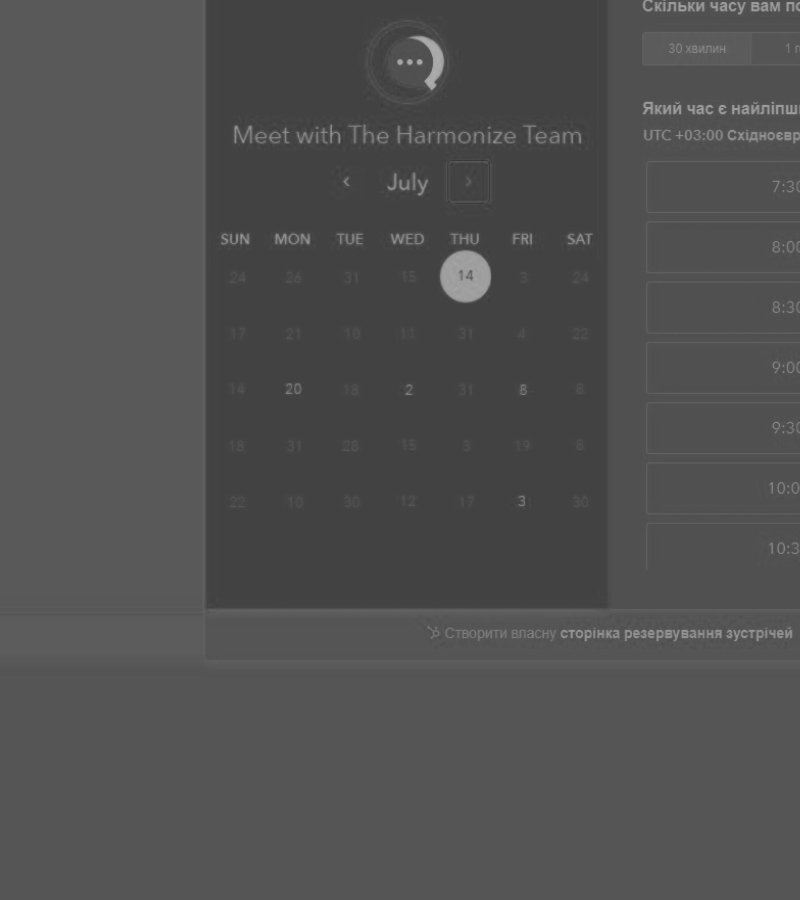 Meet with The Harmonize Team
July
SUN MON TUE WED THU FRI SAT
24 26 31 15 14 3 24
17 21 10 11 31 4 22
14 20 18 2 31 8 8
18 31 28 15 3 19 8
22 10 30 12 17 3 30
Скільки часу вам
30 хвилин 1
Який час є
UTC +03:00
7:30
8:00
8:30
9:00
9:30
10:0
10:3
Створити власну сторінка резервування зустрічей